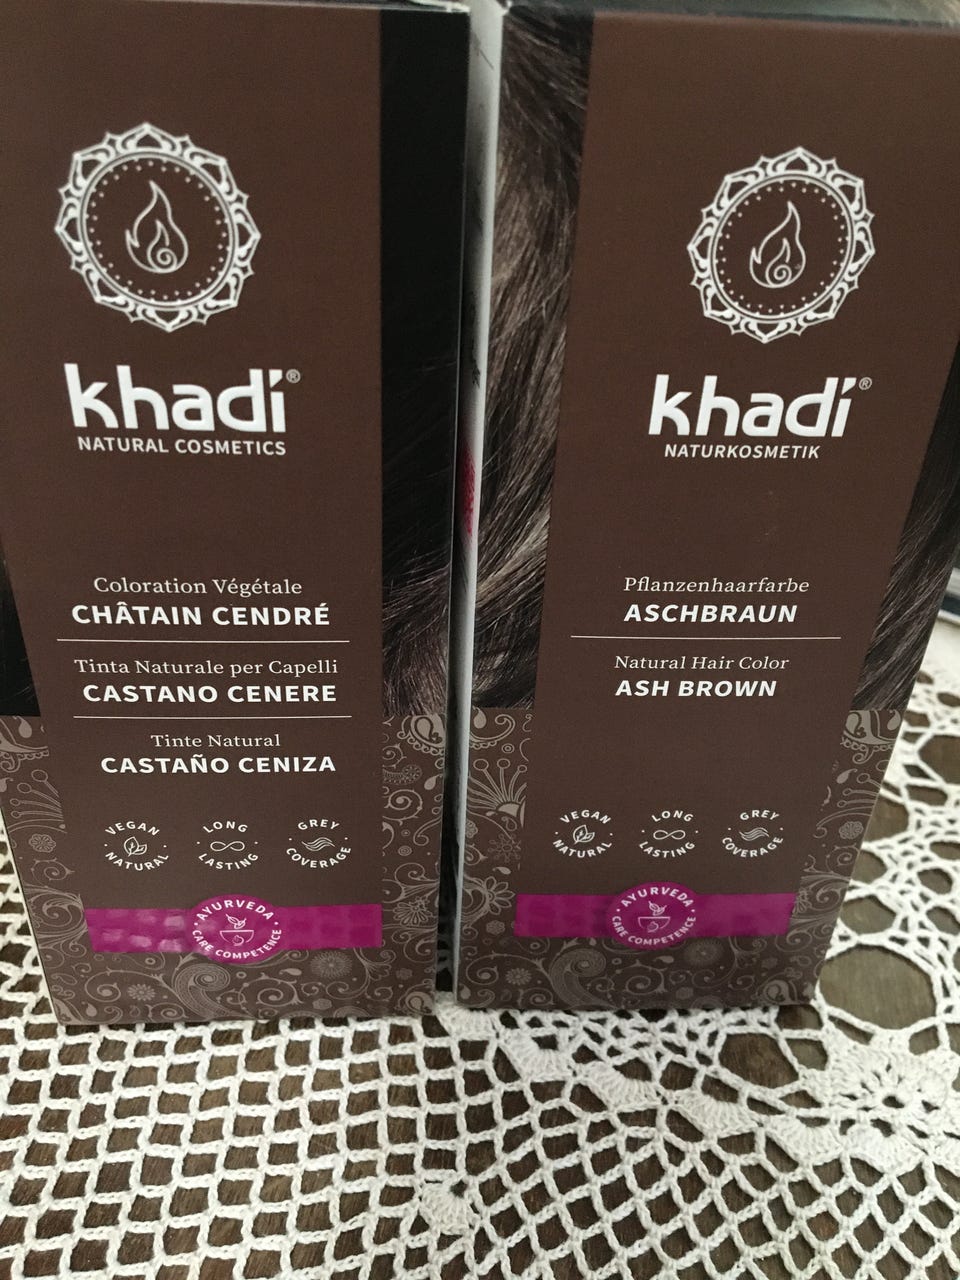 khadí®
NATURAL COSMETICS
Coloration Végétale
CHÂTAIN CENDRÉ
Tinta Naturale per Capelli
CASTANO CENERE
Tinte Natural
CASTAÑO CENIZA
VEGAN
NATURAL
LONG
LASTING
GREY
COVERAGE
AYURVEDA
CARE COMPETENCE
khadí®
NATURKOSMETIK
Pflanzenhaarfarbe
ASCHBRAUN
Natural Hair Color
ASH BROWN
VEGAN
NATURAL
LONG
LASTING
GREY
COVERAGE
AYURVEDA
CARE COMPETENCE